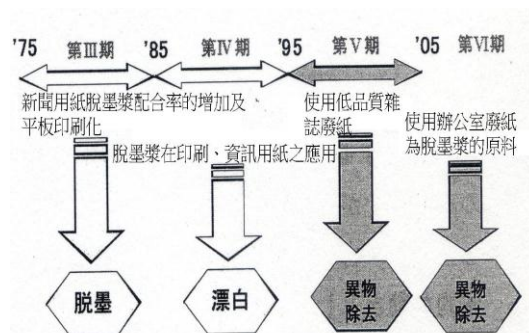 '75 第Ⅲ期 '85 第Ⅳ期 '95 第Ⅴ期 '05 第Ⅵ期
新聞用紙脫墨漿配合率的增加及、
平板印刷化
脫墨漿在印刷、資訊用紙之應用
使用低品質雜
誌廢紙
使用辦公室廢紙
為脫墨漿的原料
脱墨
漂白
異物
除去
異物
除去